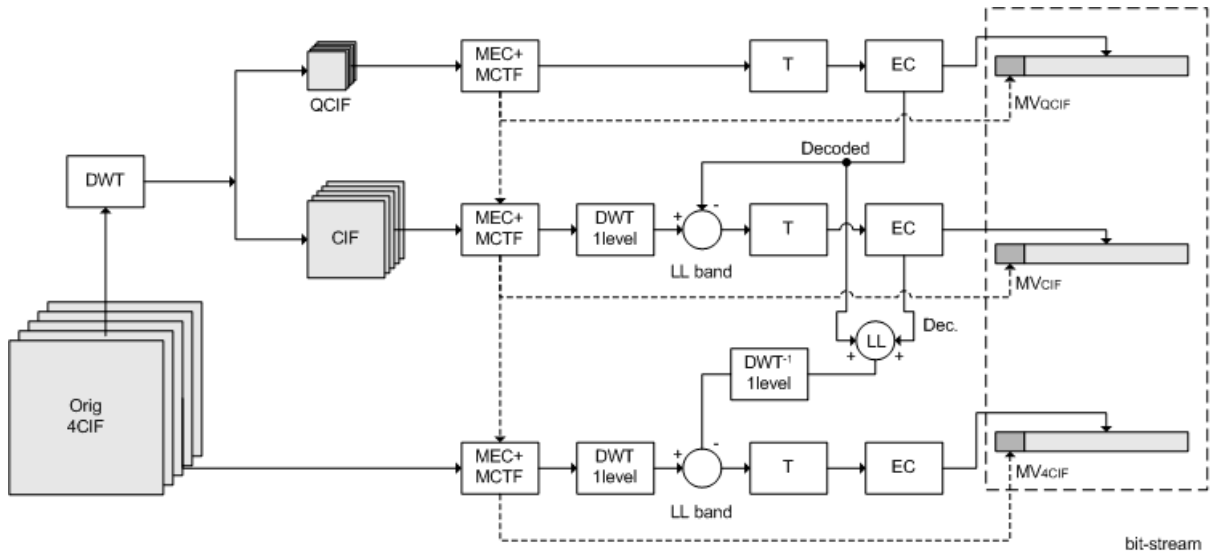 MEC+
MCTF
T
EC
QCIF
MVQCIF
Decoded
DWT
MEC+
MCTF
DWT
1level
+
-
T
EC
CIF
LL band
MVCIF
Dec.
LL
+
+
DWT-1
1level
Orig
4CIF
MEC+
MCTF
DWT
1level
+
-
T
EC
MV4CIF
LL band
bit-stream